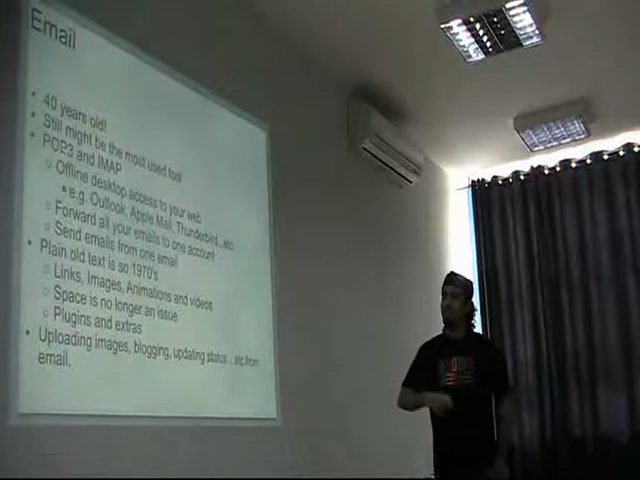 Email
• 40 years old!
• Still might be the most used tool
• POP3 and IMAP
○ Offline desktop access to your web
▪ e.g. Outlook, Apple Mail, Thunderbird...etc
○ Forward all your emails to one account
○ Send emails from one email
• Plain old text is so 1970's
○ Links, Images, Animations and videos
○ Space is no longer an issue
○ Plugins and extras
• Uploading images, blogging, updating status ...etc from
email.